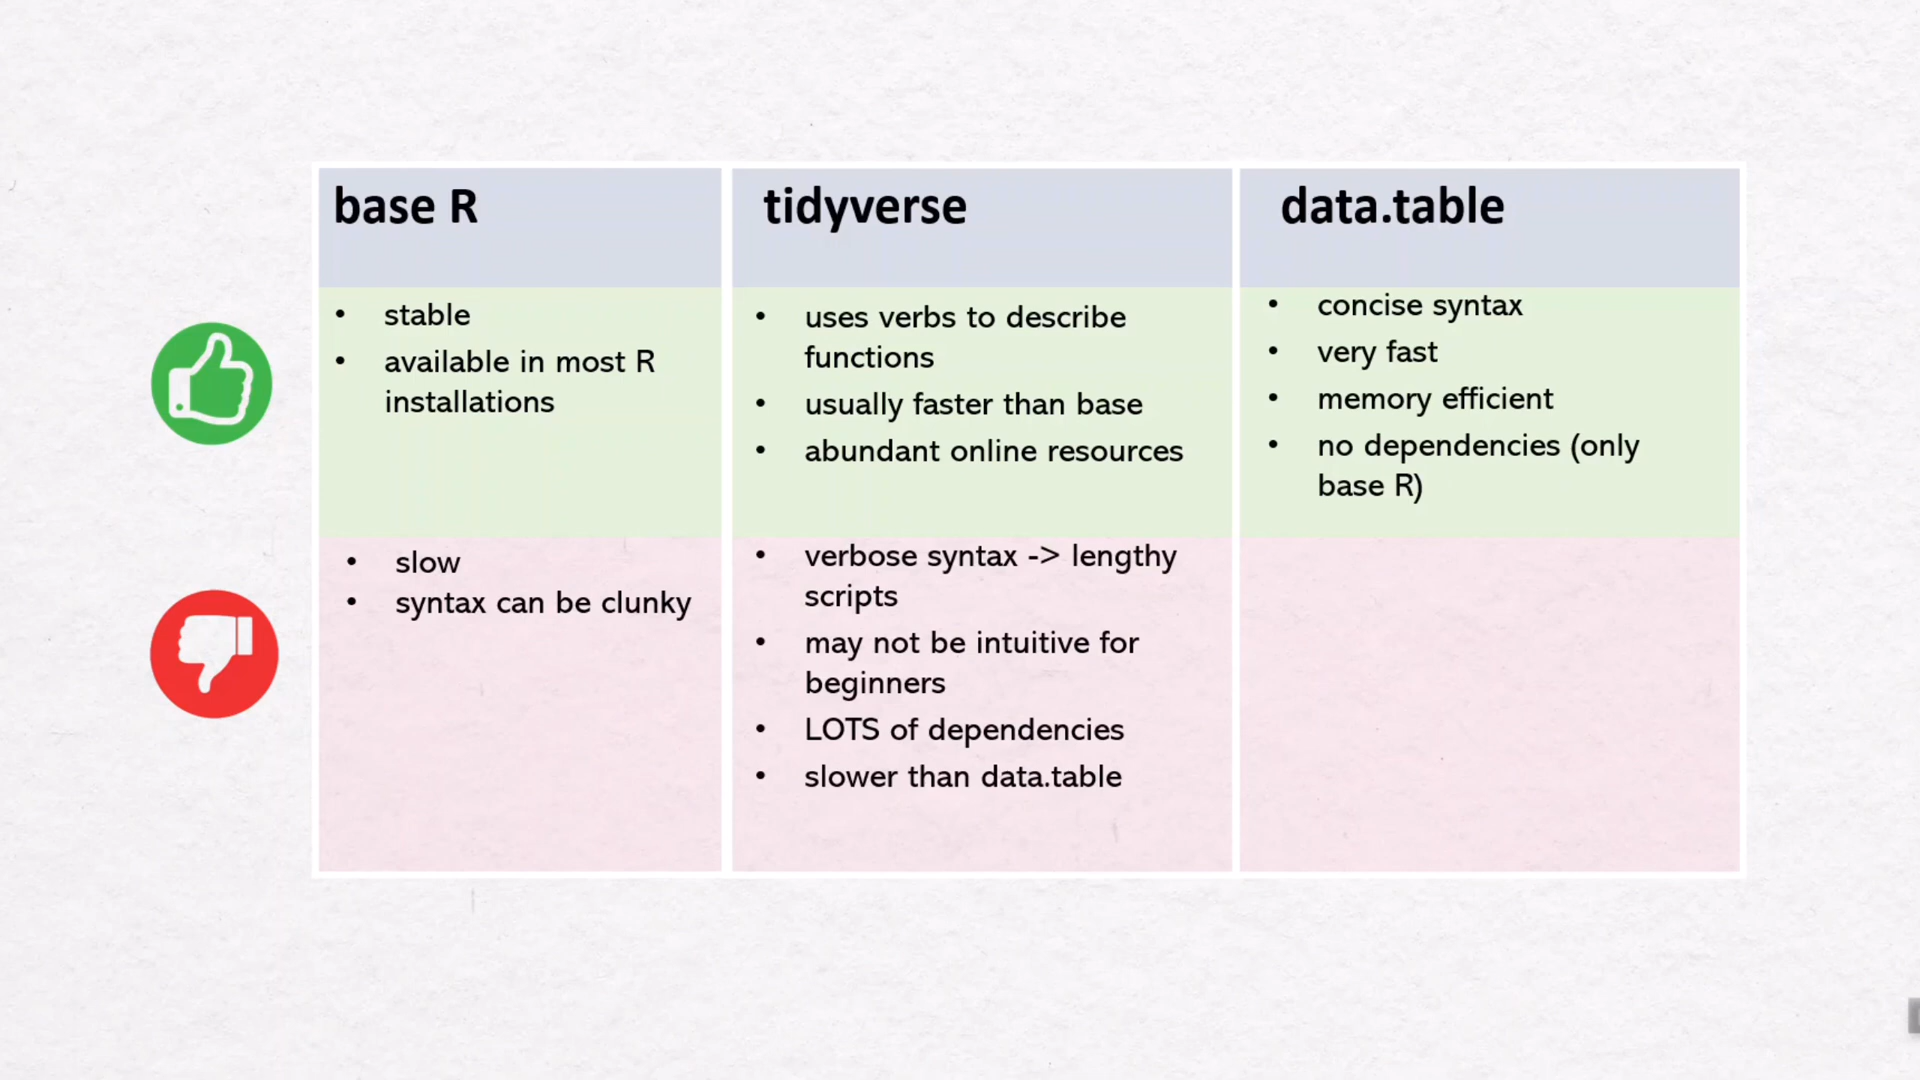 base R
tidyverse
data.table
• stable
• available in most R
installations
• uses verbs to describe
functions
• usually faster than base
• abundant online resources
• concise syntax
• very fast
• memory efficient
• no dependencies (only
base R)
• slow
• syntax can be clunky
• verbose syntax -> lengthy
scripts
• may not be intuitive for
beginners
• LOTS of dependencies
• slower than data.table